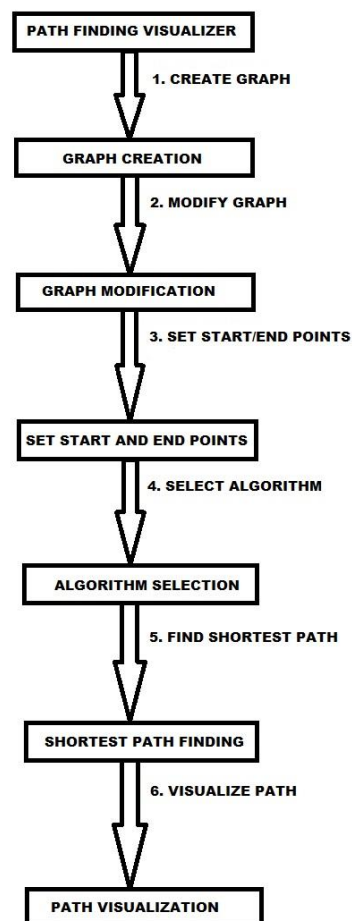 PATH FINDING VISUALIZER
1. CREATE GRAPH
GRAPH CREATION
2. MODIFY GRAPH
GRAPH MODIFICATION
3. SET START/END POINTS
SET START AND END POINTS
4. SELECT ALGORITHM
ALGORITHM SELECTION
5. FIND SHORTEST PATH
SHORTEST PATH FINDING
6. VISUALIZE PATH
PATH VISUALIZATION